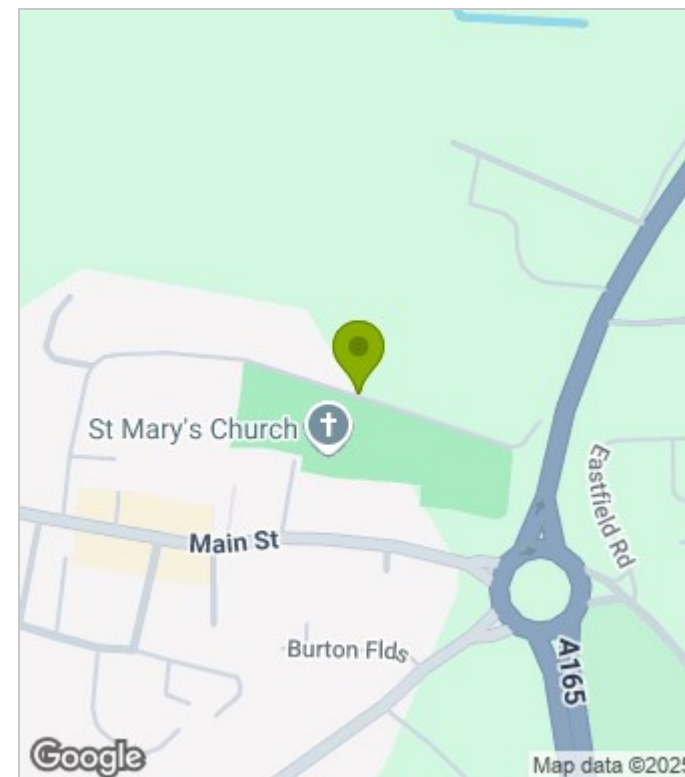 St Mary's Church
Main St
Eastfield Rd
Burton Flds
A165
Google
Map data ©2025